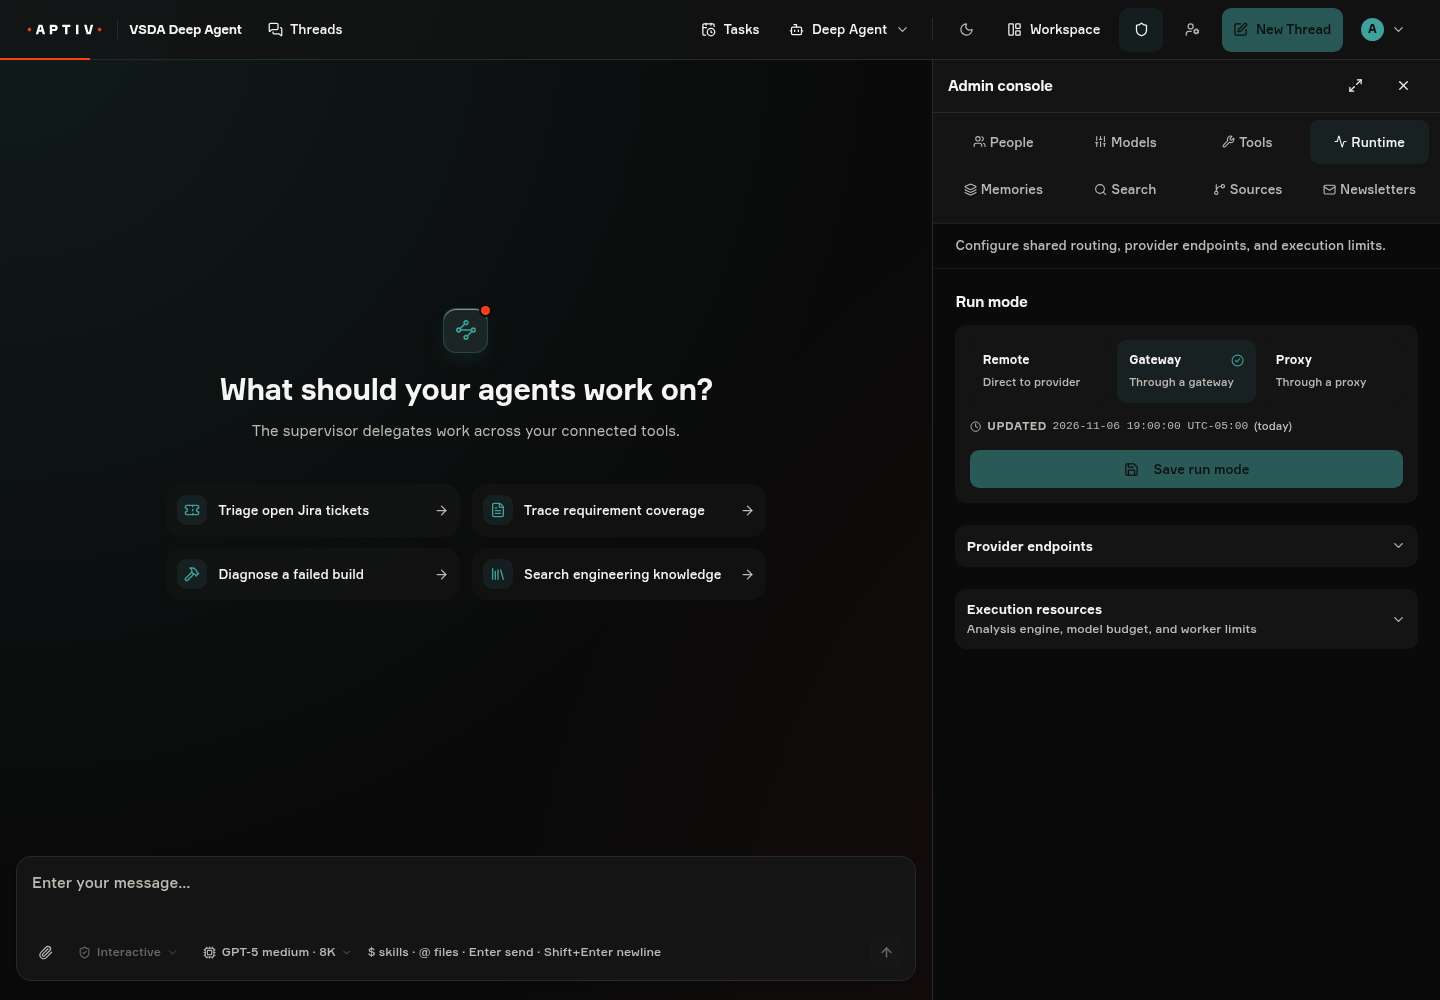 APTIV
VSDA Deep Agent
Threads
Tasks
Deep Agent
Workspace
New Thread
A
Admin console
People
Models
Tools
Runtime
Memories
Search
Sources
Newsletters
Configure shared routing, provider endpoints, and execution limits.
Run mode
Remote
Direct to provider
Gateway
Through a gateway
Proxy
Through a proxy
UPDATED 2026-11-06 19:00:00 UTC-05:00 (today)
Save run mode
Provider endpoints
Execution resources
Analysis engine, model budget, and worker limits
What should your agents work on?
The supervisor delegates work across your connected tools.
Triage open Jira tickets
Trace requirement coverage
Diagnose a failed build
Search engineering knowledge
Enter your message...
Interactive
GPT-5 medium · 8K
$ skills · @ files · Enter send · Shift+Enter newline